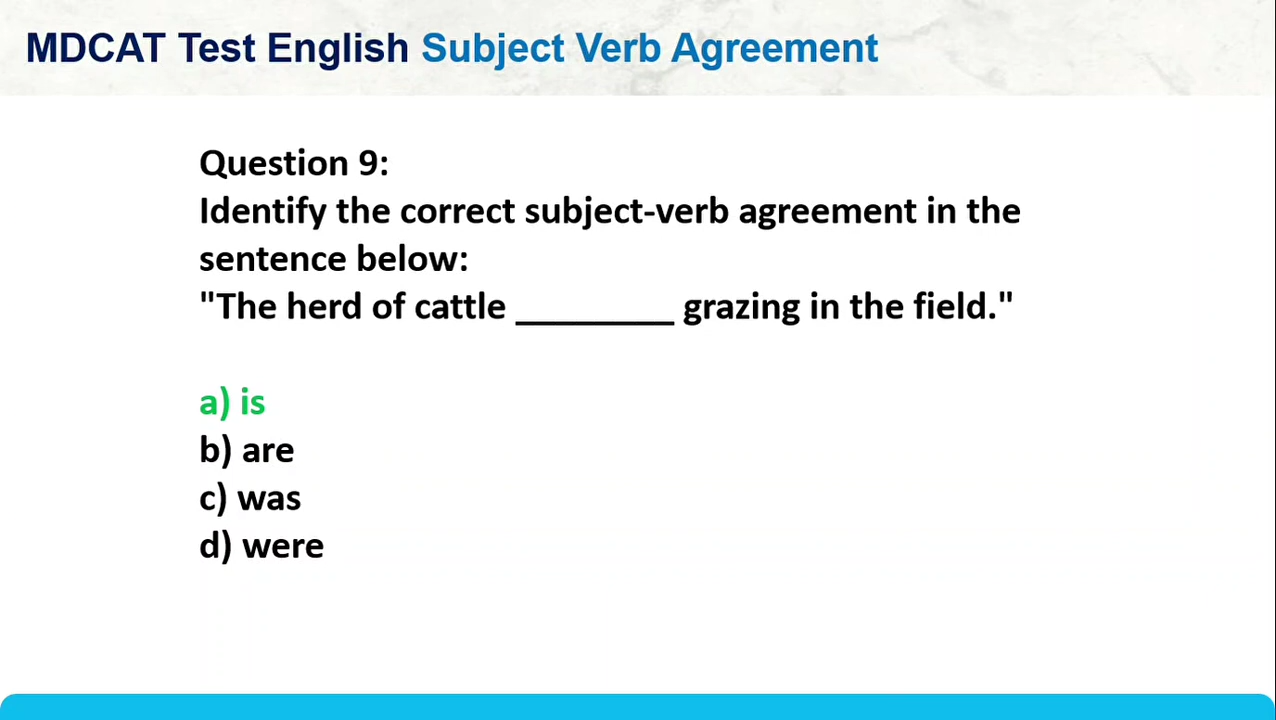 MDCAT Test English Subject Verb Agreement
Question 9:
Identify the correct subject-verb agreement in the
sentence below:
"The herd of cattle ________ grazing in the field."
a) is
b) are
c) was
d) were